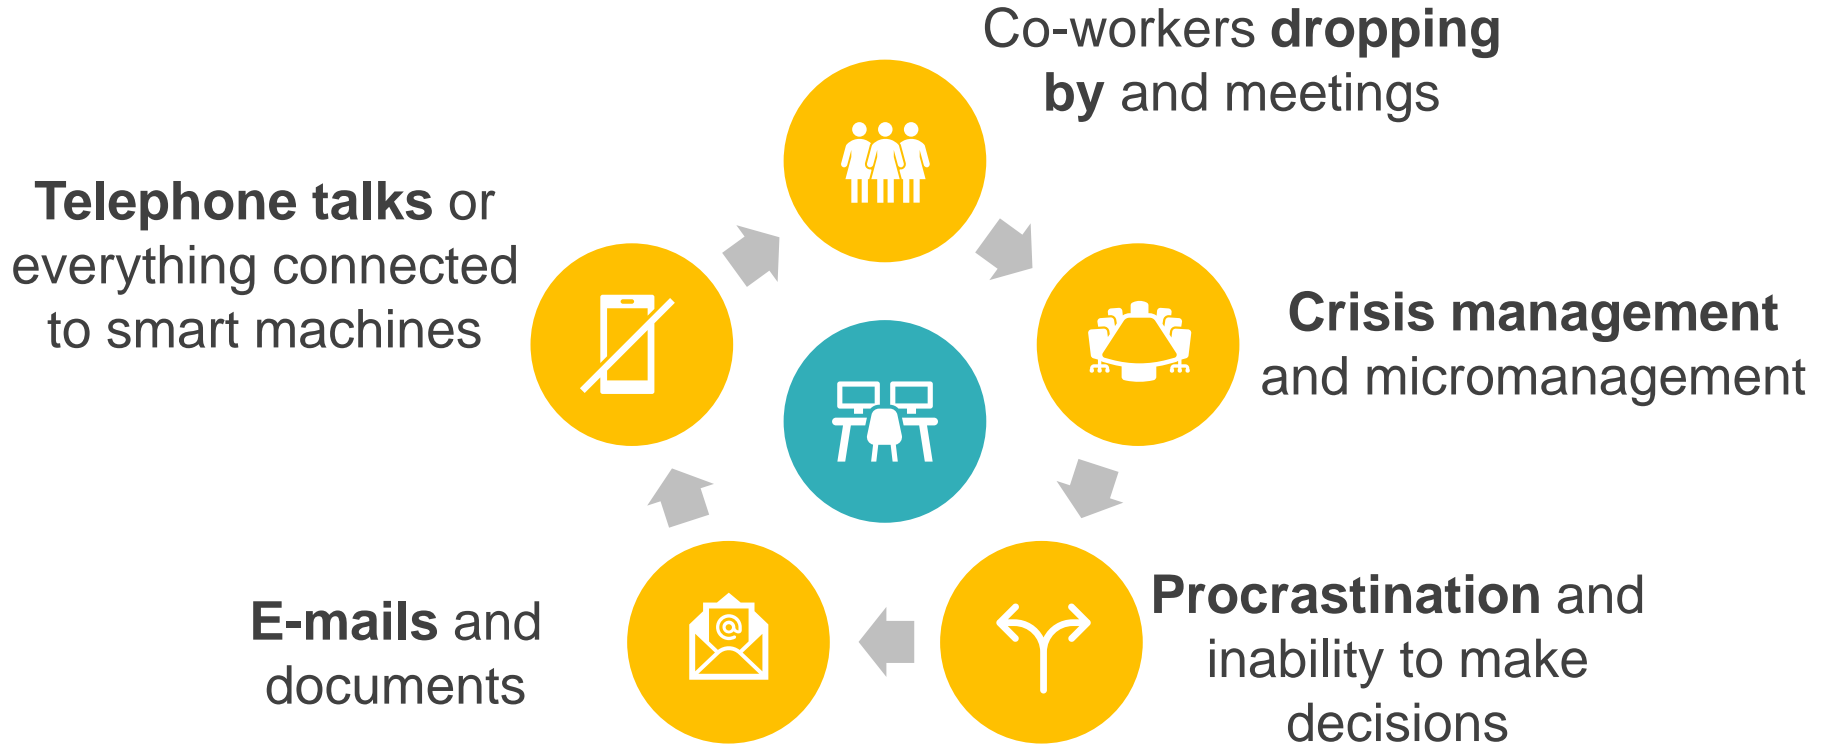 Co-workers dropping
by and meetings
Crisis management
and micromanagement
Procrastination and
inability to make
decisions
E-mails and
documents
Telephone talks or
everything connected
to smart machines
@